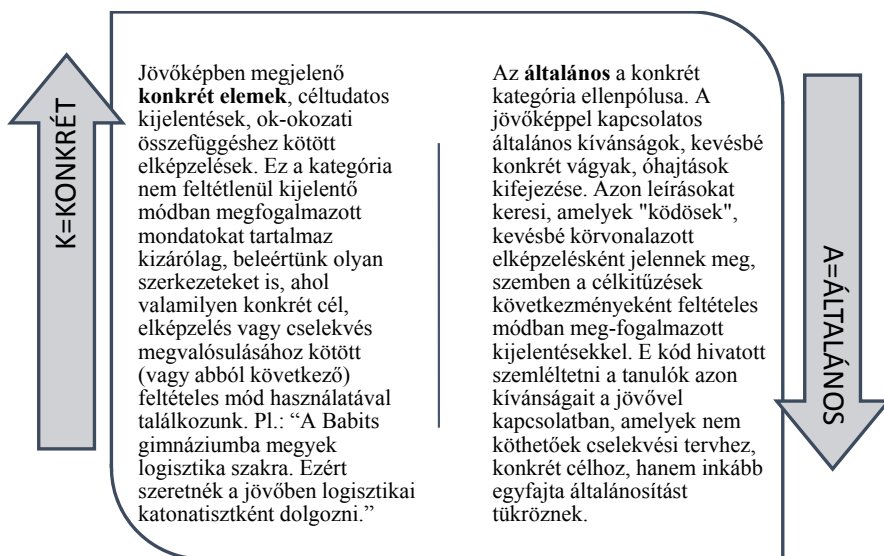 K=KONKRÉT
Jövőképben megjelenő
konkrét elemek, céltudatos
kijelentések, ok-okozati
összefüggéshez kötött
elképzelések. Ez a kategória
nem feltétlenül kijelentő
módban megfogalmazott
mondatokat tartalmaz
kizárólag, beleértünk olyan
szerkezeteket is, ahol
valamilyen konkrét cél,
elképzelés vagy cselekvés
megvalósulásához kötött
(vagy abból következő)
feltételes mód használatával
találkozunk. Pl.: “A Babits
gimnáziumba megyek
logisztika szakra. Ezért
szeretnék a jövőben logisztikai
katonatisztként dolgozni.”
Az általános a konkrét
kategória ellenpólusa. A
jövőképpel kapcsolatos
általános kívánságok, kevésbé
konkrét vágyak, óhajtások
kifejezése. Azon leírásokat
keresi, amelyek "ködösek",
kevésbé körvonalazott
elképzelésként jelennek meg,
szemben a célkitűzések
következményeként feltételes
módban meg-fogalmazott
kijelentésekkel. E kód hivatott
szemléltetni a tanulók azon
kívánságait a jövővel
kapcsolatban, amelyek nem
köthetőek cselekvési tervhez,
konkrét célhoz, hanem inkább
egyfajta általánosítást
tükröznek.
A=ÁLTALÁNOS